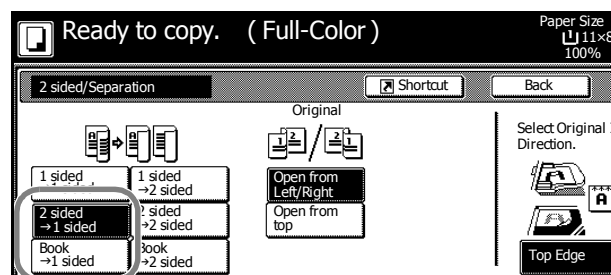 Ready to copy. ( Full-Color )
Paper Size
11×8
100%
2 sided/Separation
Shortcut
Back
Original
Select Original
Direction.
1 sided
1 sided
→2 sided
Open from
Left/Right
2 sided
→1 sided
2 sided
→2 sided
Open from
top
Book
→1 sided
Book
→2 sided
Top Edge